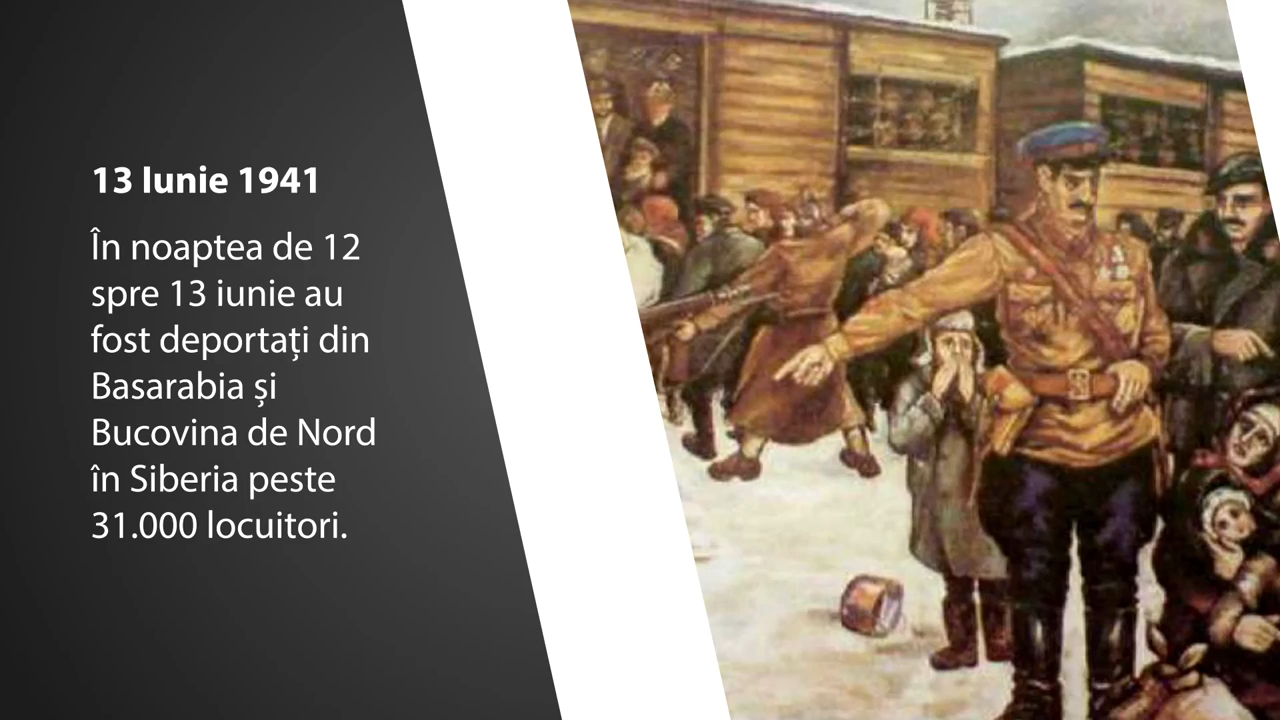 13 Iunie 1941
În noaptea de 12
spre 13 iunie au
fost deportați din
Basarabia și
Bucovina de Nord
în Siberia peste
31.000 locuitori.